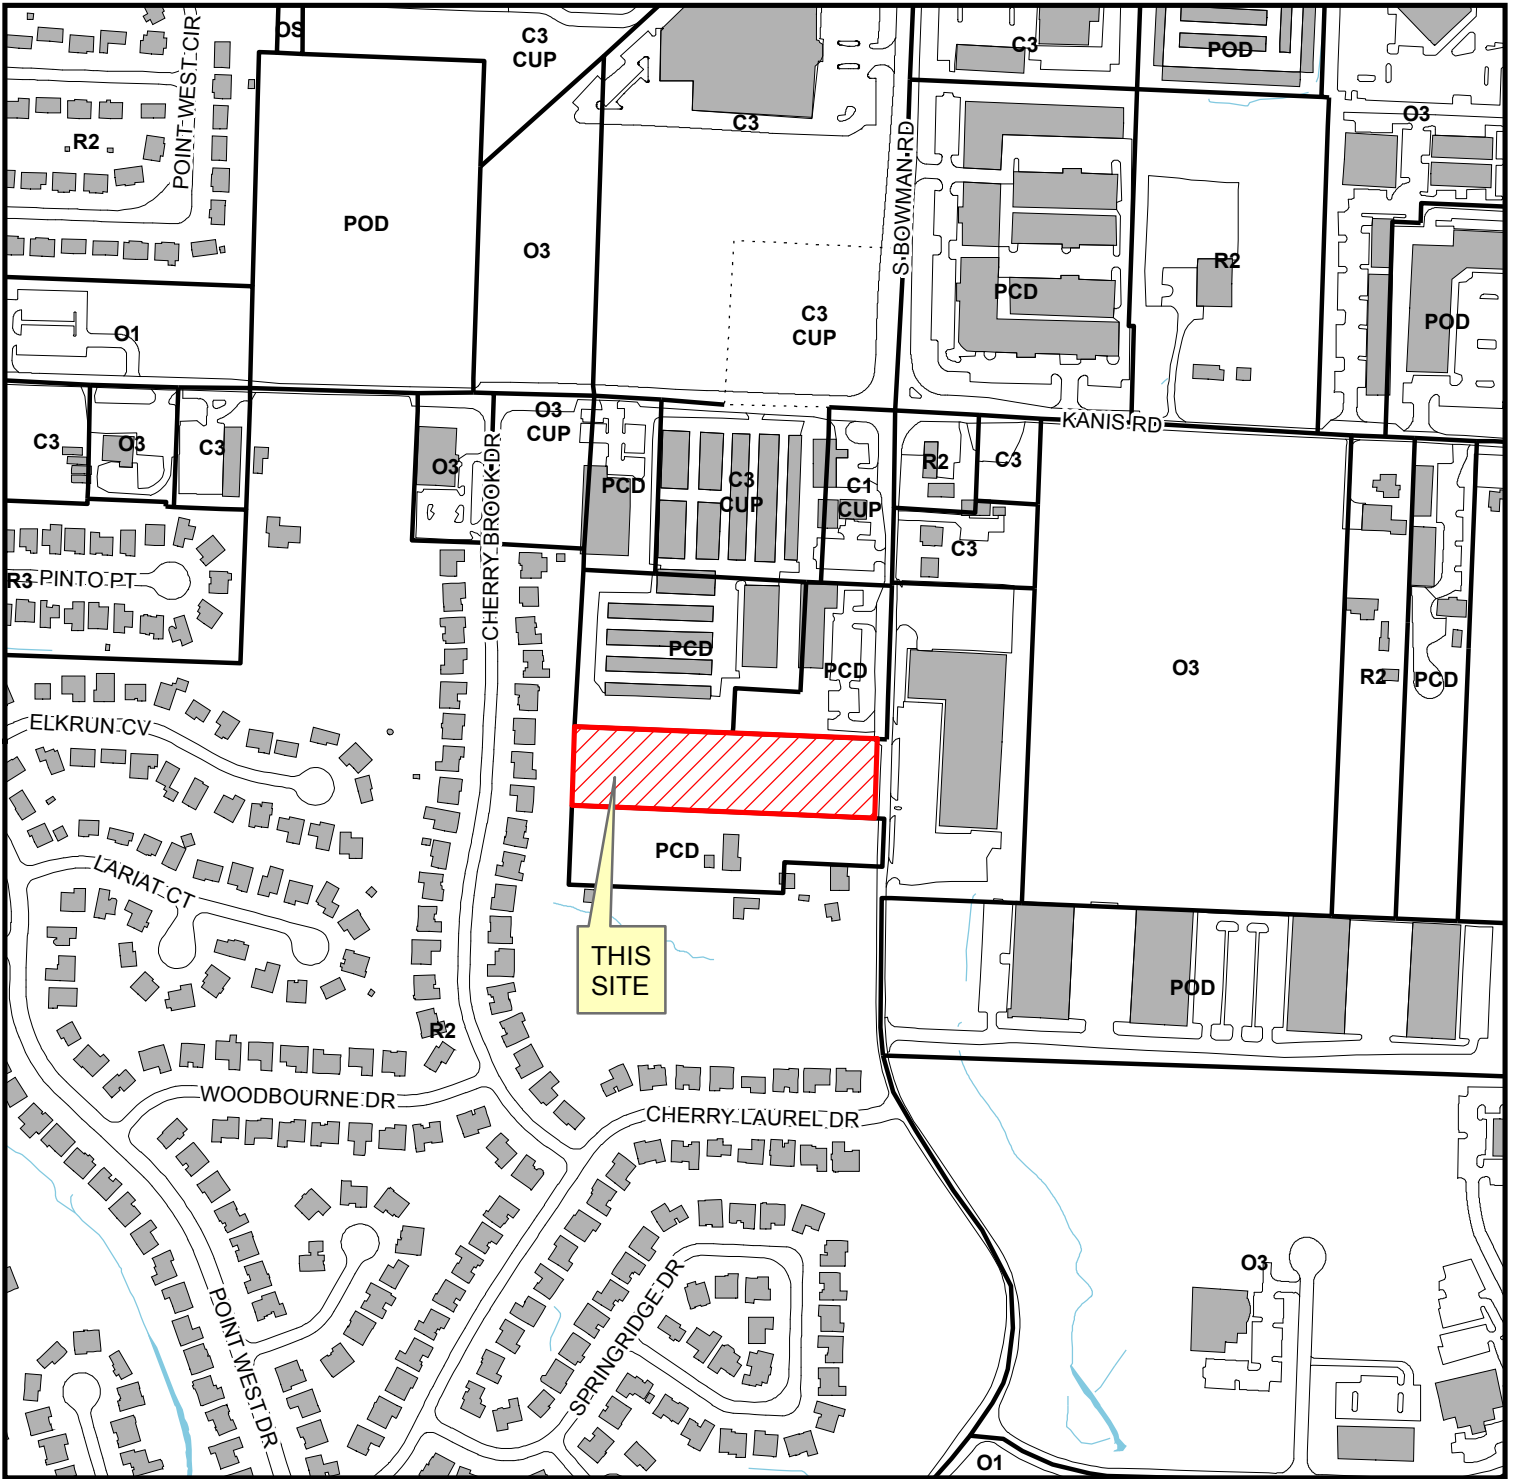 OS
C3
CUP
C3
POD
POINT WEST CIR
R2
C3
O3
S BOWMAN RD
POD
O3
R2
PCD
C3
CUP
POD
O1
KANIS RD
O3
CUP
C3
O3
C3
O3
CHERRY BROOK DR
PCD
C3
CUP
C1
CUP
R2
C3
C3
R3
PINTO PT
PCD
PCD
O3
R2
PCD
ELKRUN CV
PCD
LARIAT CT
THIS
SITE
POD
R2
WOODBOURNE DR
CHERRY LAUREL DR
O3
SPRINGRIDGE DR
POINT WEST DR
O1